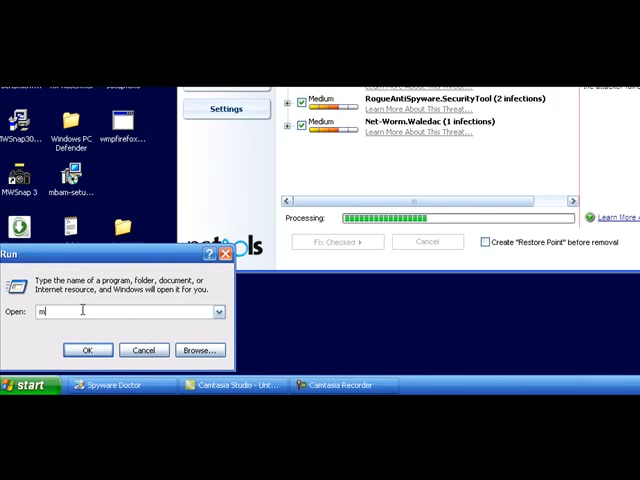 Settings
Medium RogueAntiSpyware.SecurityTool (2 infections)
Learn More About This Threat...
Medium Net-Worm.Waledac (1 infections)
Learn More About This Threat...
MWSnap30... Windows PC Defender wmpfirefox...
MWSnap 3 mbam-setu...
Processing:
Learn More
Fix Checked
Cancel
Create "Restore Point" before removal
Run
Type the name of a program, folder, document, or
Internet resource, and Windows will open it for you.
Open: m
OK Cancel Browse...
start Spyware Doctor Camtasia Studio - Unt... Camtasia Recorder